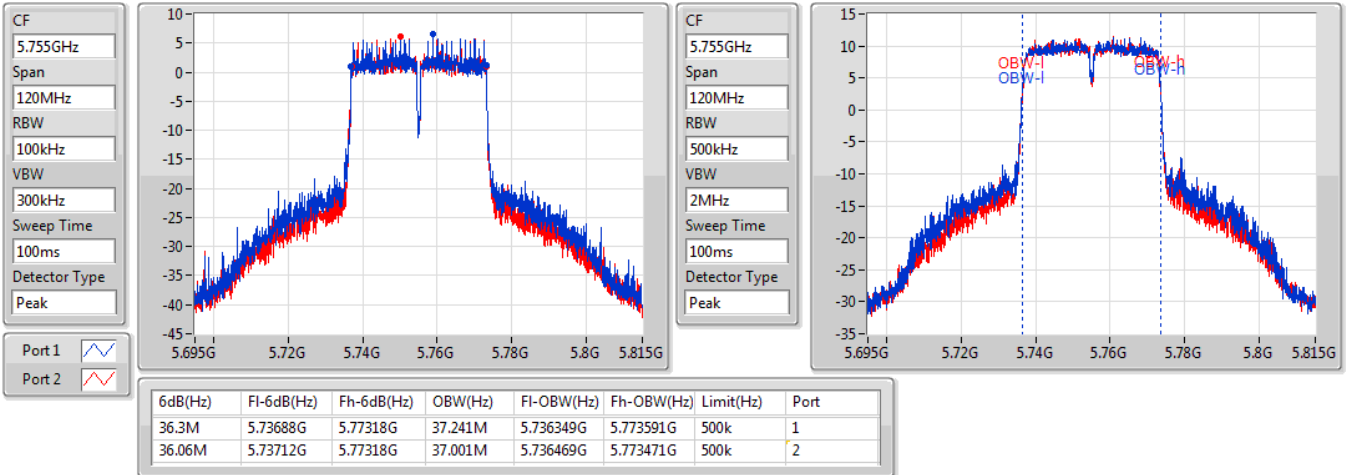 CF
5.755GHz
Span
120MHz
RBW
100kHz
VBW
300kHz
Sweep Time
100ms
Detector Type
Peak
Port 1
Port 2
10
5
0
-5
-10
-15
-20
-25
-30
-35
-40
-45
5.695G 5.72G 5.74G 5.76G 5.78G 5.8G 5.815G
CF
5.755GHz
Span
120MHz
RBW
500kHz
VBW
2MHz
Sweep Time
100ms
Detector Type
Peak
15
10
5
0
-5
-10
-15
-20
-25
-30
-35
OBW-l OBW-h
OBW-l OBW-h
5.695G 5.72G 5.74G 5.76G 5.78G 5.8G 5.815G
6dB(Hz) Fl-6dB(Hz) Fh-6dB(Hz) OBW(Hz) Fl-OBW(Hz) Fh-OBW(Hz) Limit(Hz) Port
36.3M 5.73688G 5.77318G 37.241M 5.736349G 5.773591G 500k 1
36.06M 5.73712G 5.77318G 37.001M 5.736469G 5.773471G 500k 2